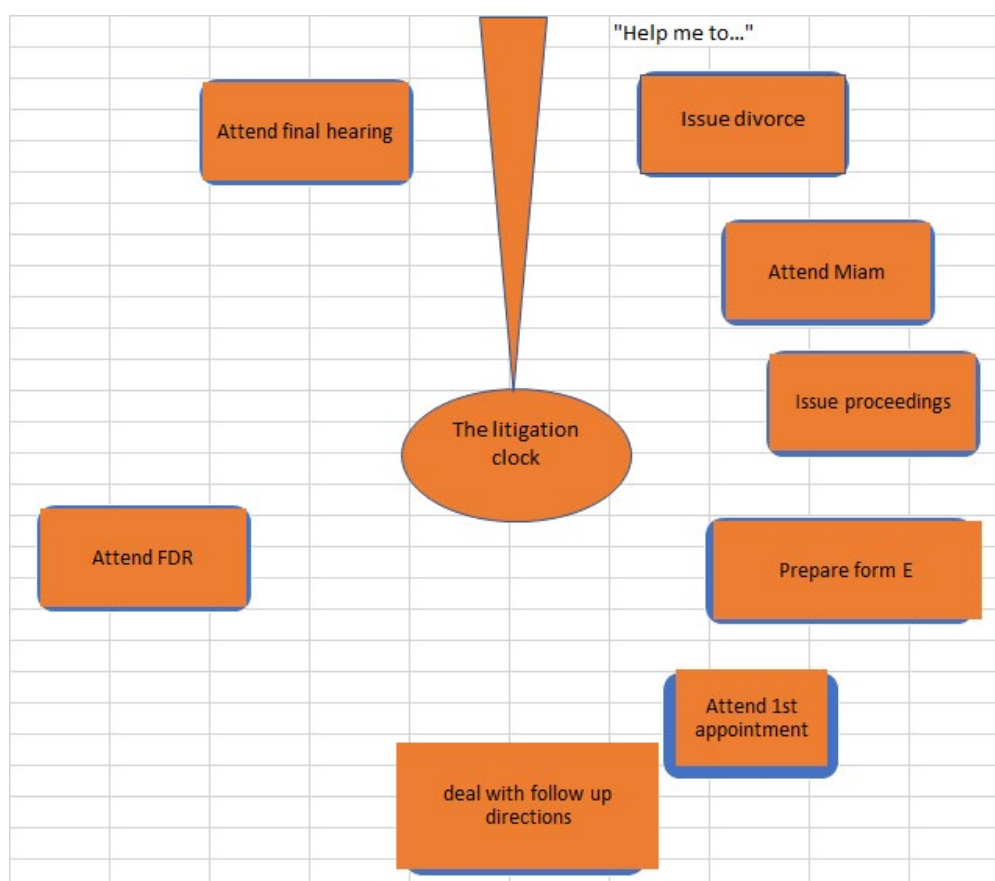 "Help me to..."
Issue divorce
Attend final hearing
Attend Miam
Issue proceedings
The litigation
clock
Attend FDR
Prepare form E
Attend 1st
appointment
deal with follow up
directions